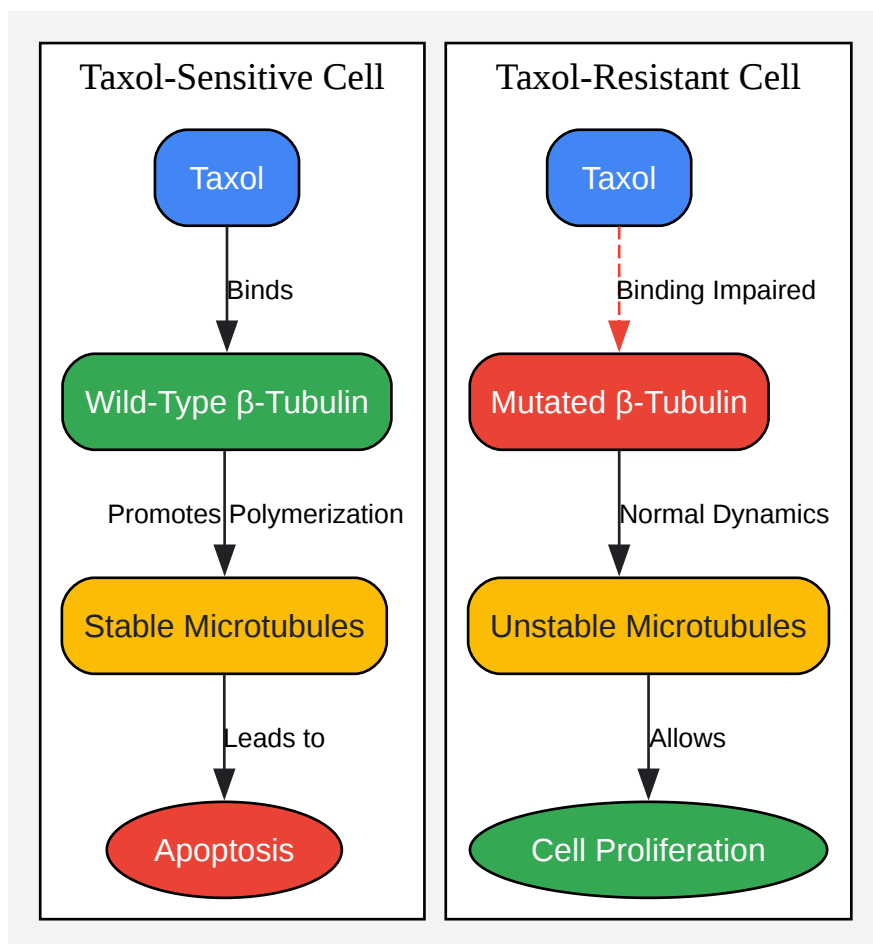 Taxol-Sensitive Cell
Taxol
Binds
Wild-Type β-Tubulin
Promotes Polymerization
Stable Microtubules
Leads to
Apoptosis
Taxol-Resistant Cell
Taxol
Binding Impaired
Mutated β-Tubulin
Normal Dynamics
Unstable Microtubules
Allows
Cell Proliferation